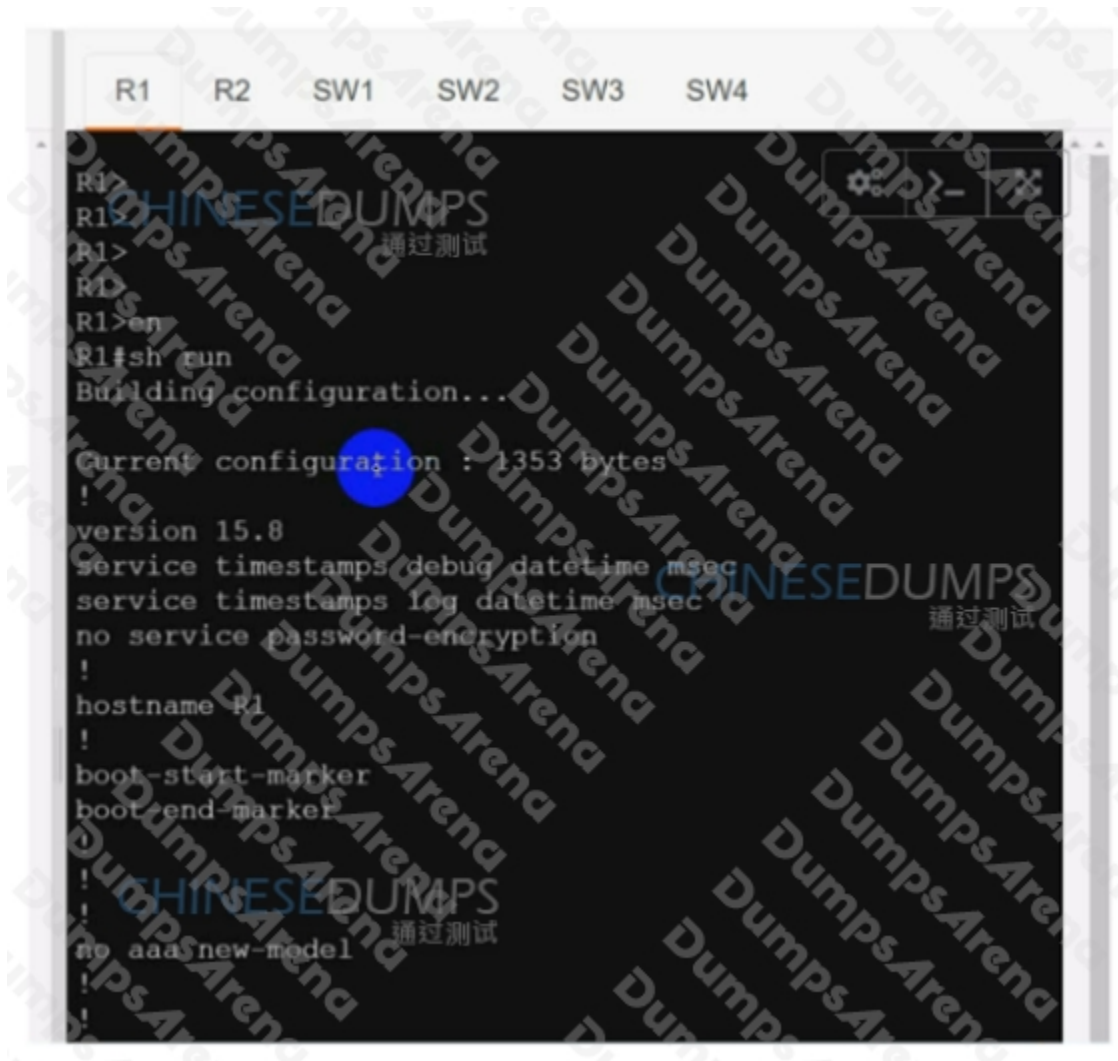 R1 R2 SW1 SW2 SW3 SW4
R1>
R1>
R1>
R1>
R1>en
R1#sh run
Building configuration...
Current configuration : 1353 bytes
!
version 15.8
service timestamps debug datetime msec
service timestamps log datetime msec
no service password-encryption
!
hostname R1
!
boot-start-marker
boot-end-marker
!
!
!
no aaa new-model
!
!
CHINESEDUMPS
通过测试
CHINESEDUMPS
通过测试
CHINESEDUMPS
通过测试
DumpsArena